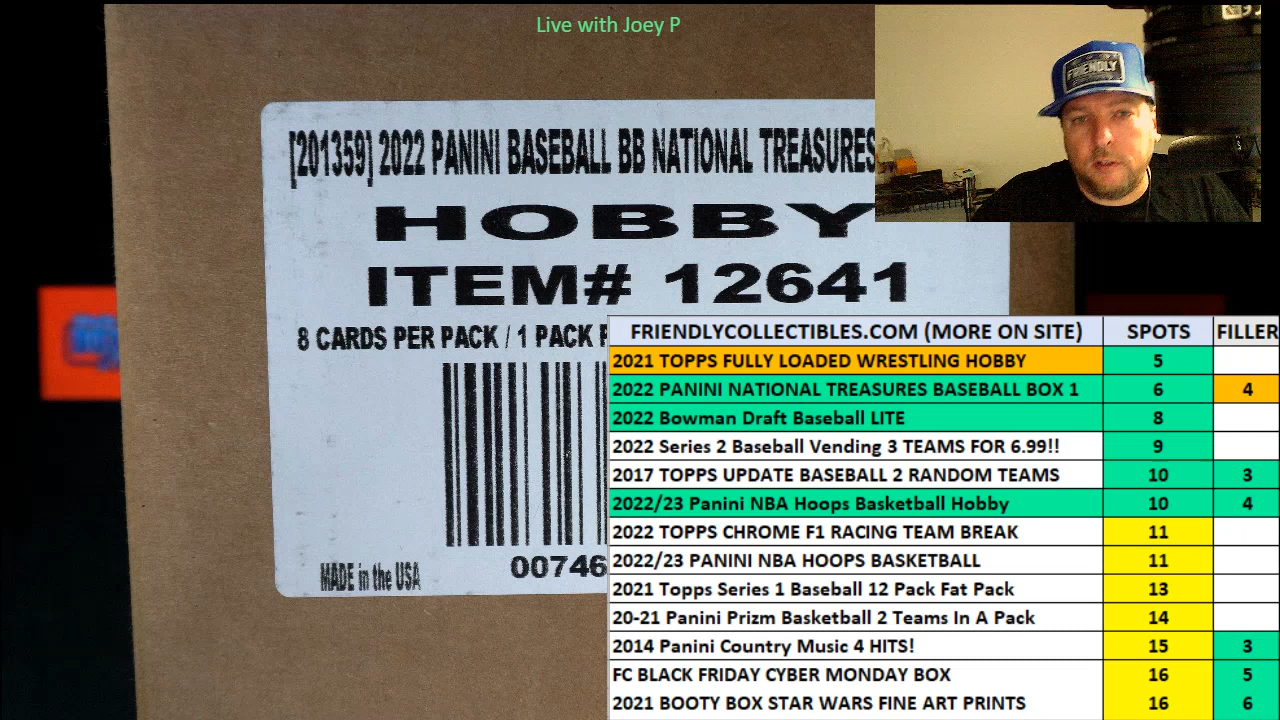 Live with Joey P
FRIENDLY
[201359] 2022 PANINI BASEBALL BB NATIONAL TREASURES
HOBBY
ITEM# 12641
8 CARDS PER PACK / 1 PACK
00746
MADE in the USA
FRIENDLYCOLLECTIBLES.COM (MORE ON SITE) SPOTS FILLER
2021 TOPPS FULLY LOADED WRESTLING HOBBY 5
2022 PANINI NATIONAL TREASURES BASEBALL BOX 1 6 4
2022 Bowman Draft Baseball LITE 8
2022 Series 2 Baseball Vending 3 TEAMS FOR 6.99!! 9
2017 TOPPS UPDATE BASEBALL 2 RANDOM TEAMS 10 3
2022/23 Panini NBA Hoops Basketball Hobby 10 4
2022 TOPPS CHROME F1 RACING TEAM BREAK 11
2022/23 PANINI NBA HOOPS BASKETBALL 11
2021 Topps Series 1 Baseball 12 Pack Fat Pack 13
20-21 Panini Prizm Basketball 2 Teams In A Pack 14
2014 Panini Country Music 4 HITS! 15 3
FC BLACK FRIDAY CYBER MONDAY BOX 16 5
2021 BOOTY BOX STAR WARS FINE ART PRINTS 16 6